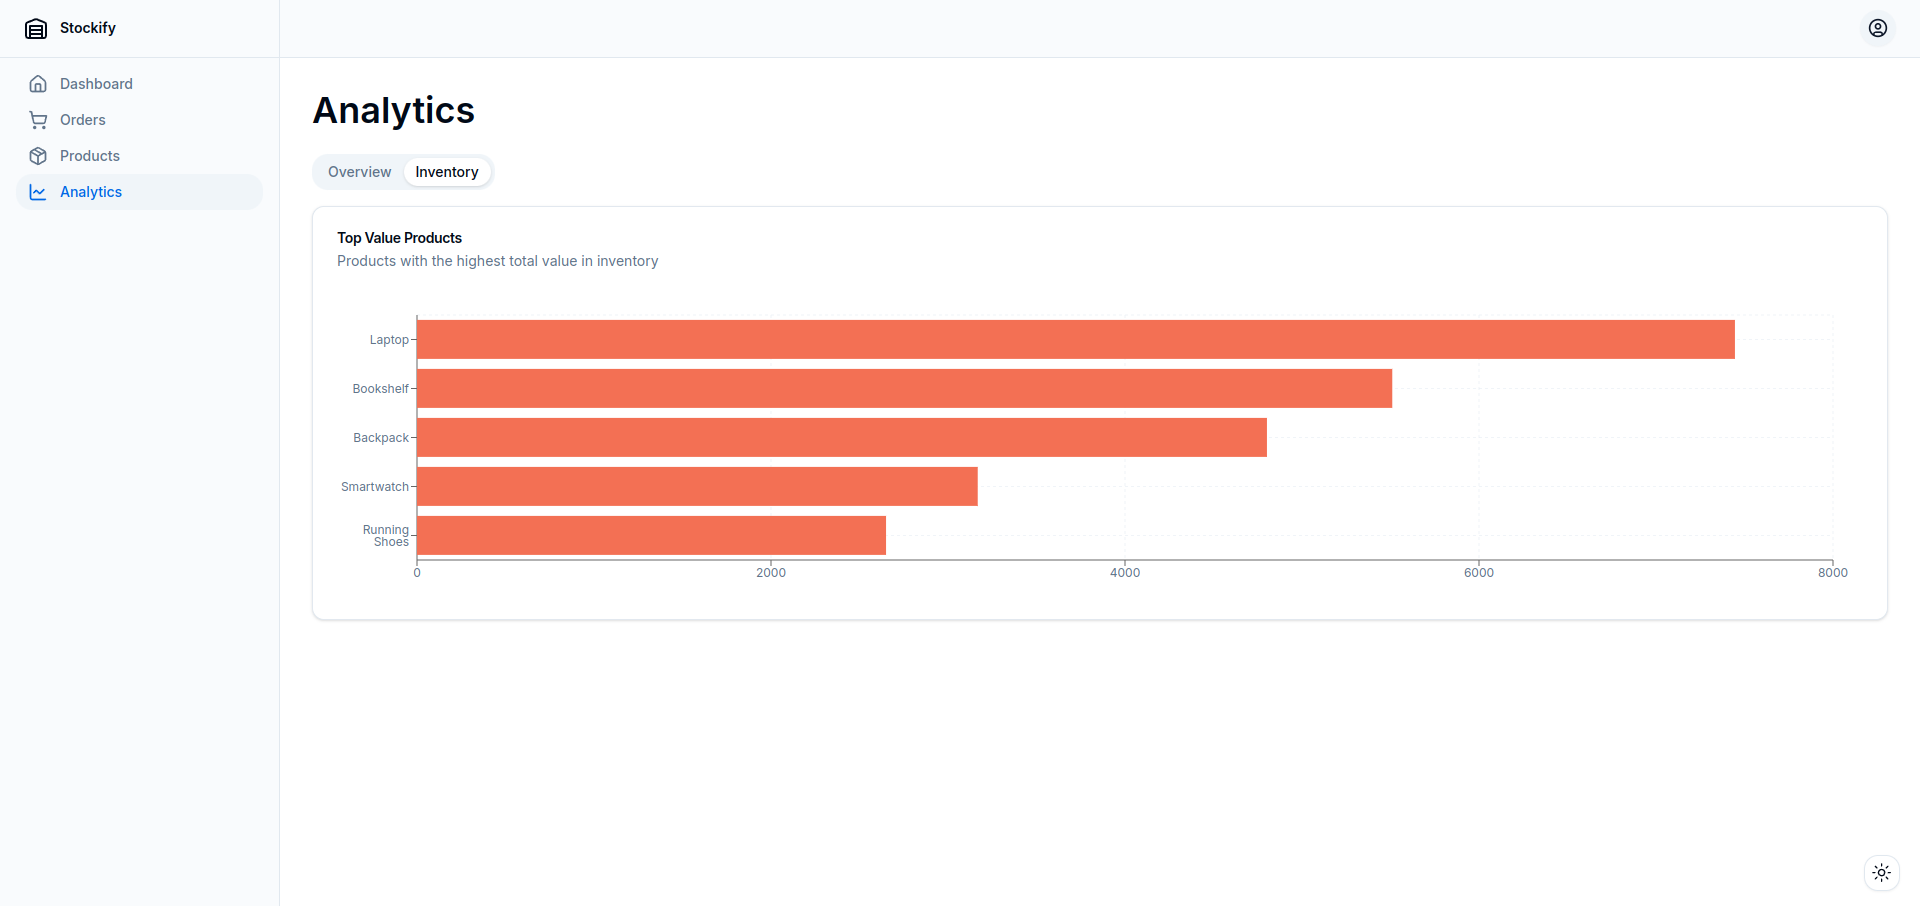 Stockify
Dashboard
Orders
Products
Analytics
Analytics
Overview
Inventory
Top Value Products
Products with the highest total value in inventory
Laptop
Bookshelf
Backpack
Smartwatch
Running
Shoes
0
2000
4000
6000
8000